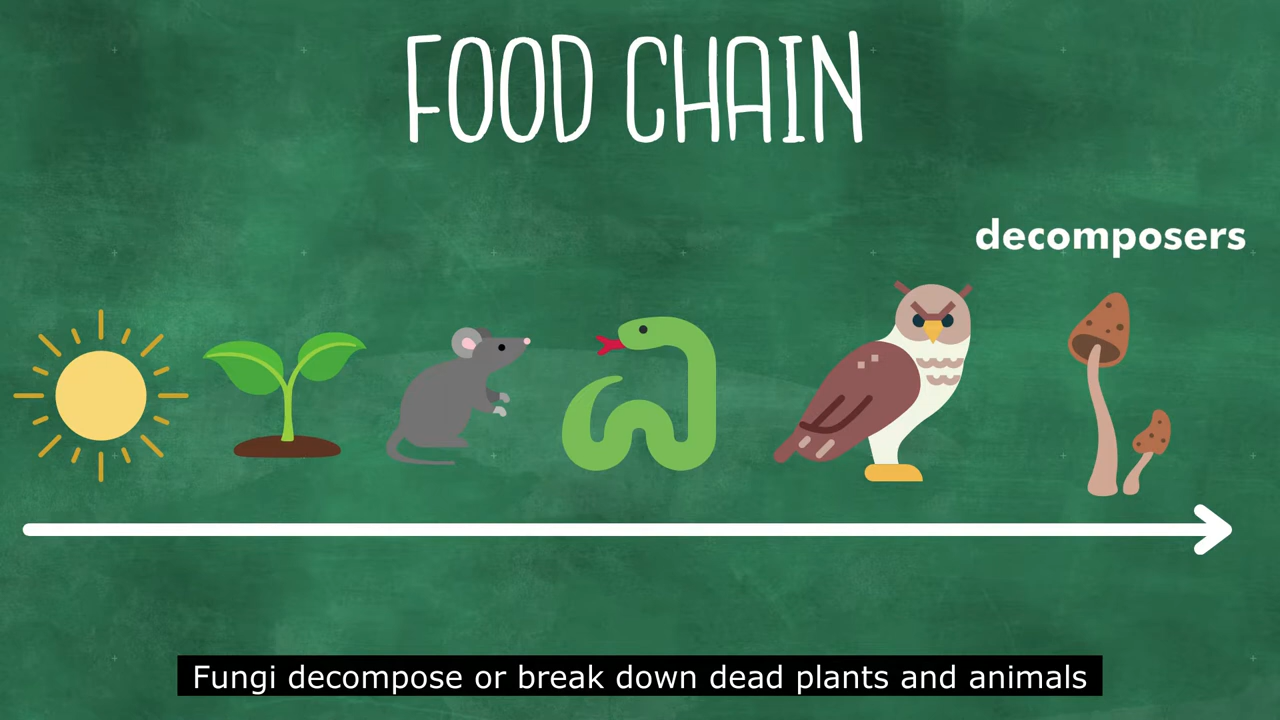 FOOD CHAIN
decomposers
Fungi decompose or break down dead plants and animals